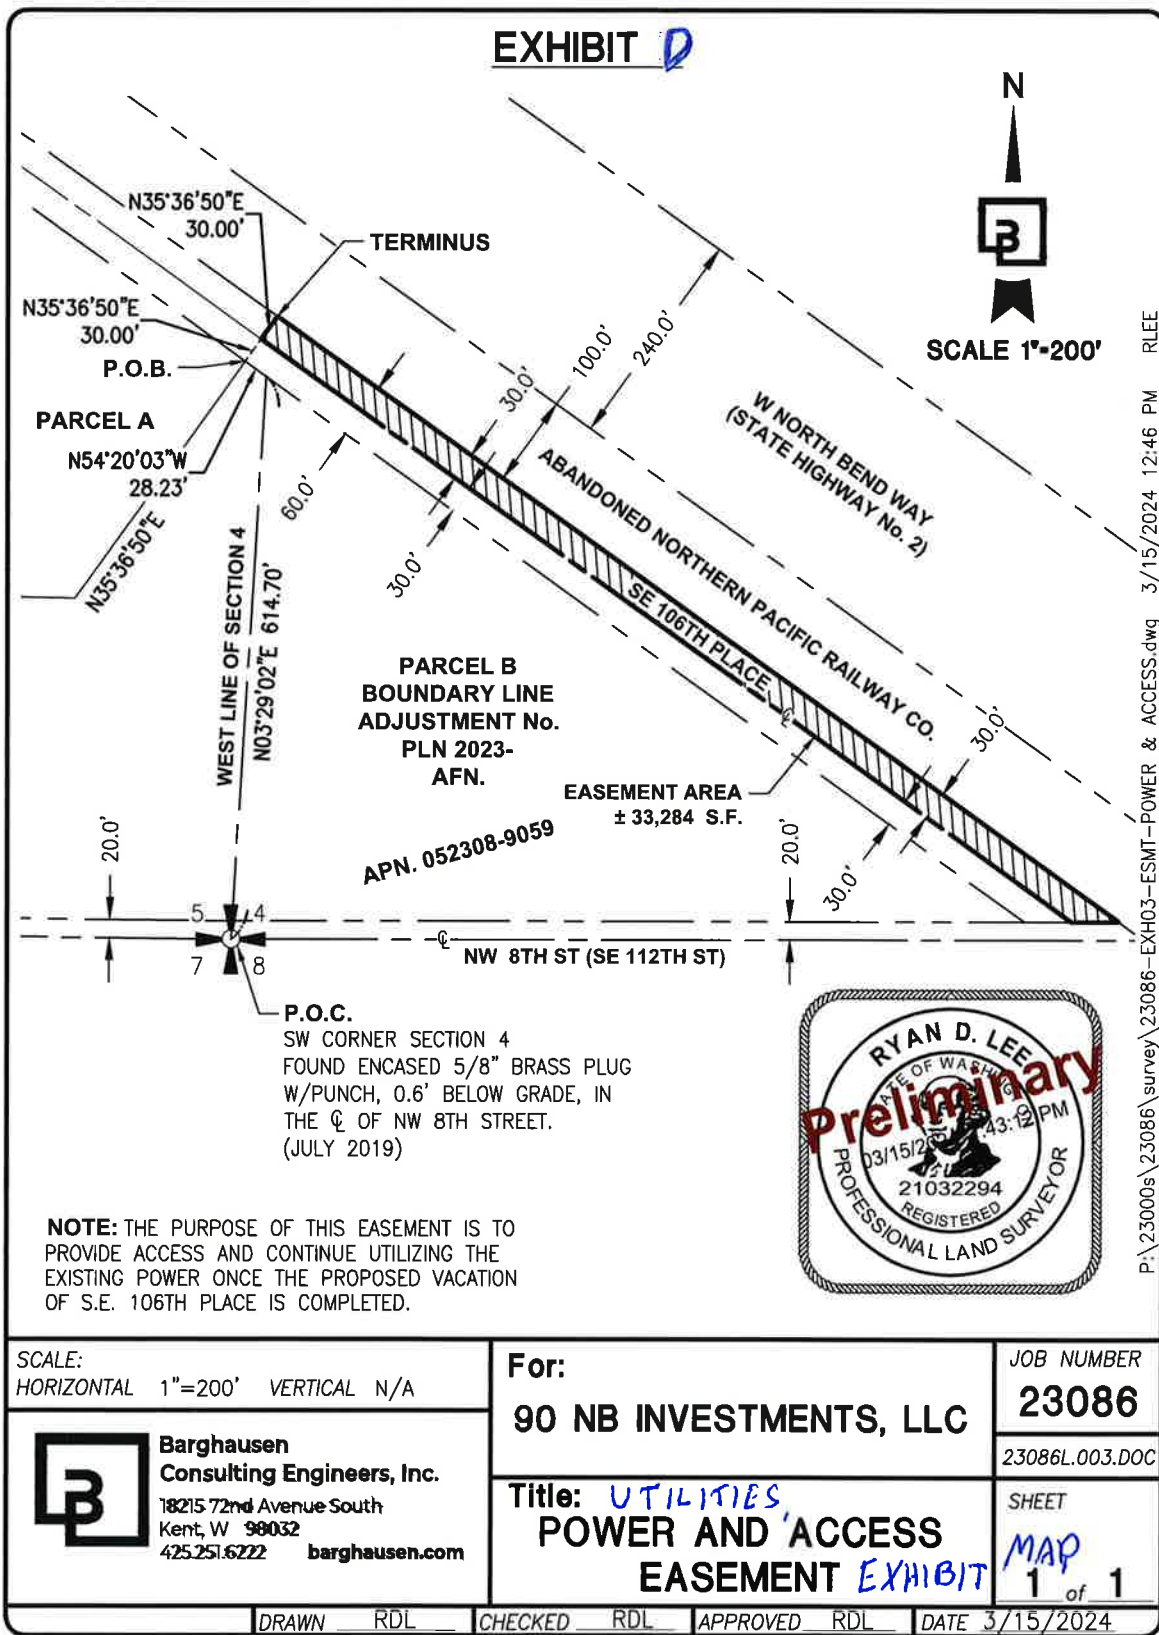 EXHIBIT D
N
SCALE 1"=200'
N35°36'50"E
30.00'
TERMINUS
N35°36'50"E
30.00'
P.O.B.
PARCEL A
N54°20'03"W
28.23'
N35°36'50"E
WEST LINE OF SECTION 4
N03°29'02"E 614.70'
60.0'
30.0'
30.0'
100.0'
240.0'
W NORTH BEND WAY
(STATE HIGHWAY No. 2)
ABANDONED NORTHERN PACIFIC RAILWAY CO.
SE 106TH PLACE
℄
PARCEL B
BOUNDARY LINE
ADJUSTMENT No.
PLN 2023-
AFN.
EASEMENT AREA
± 33,284 S.F.
APN. 052308-9059
30.0'
30.0'
20.0'
20.0'
5 4
7 8
℄
NW 8TH ST (SE 112TH ST)
P.O.C.
SW CORNER SECTION 4
FOUND ENCASED 5/8" BRASS PLUG
W/PUNCH, 0.6' BELOW GRADE, IN
THE ℄ OF NW 8TH STREET.
(JULY 2019)
RYAN D. LEE
STATE OF WASHINGTON
Preliminary
43:12 PM
21032294
REGISTERED
PROFESSIONAL LAND SURVEYOR
NOTE: THE PURPOSE OF THIS EASEMENT IS TO
PROVIDE ACCESS AND CONTINUE UTILIZING THE
EXISTING POWER ONCE THE PROPOSED VACATION
OF S.E. 106TH PLACE IS COMPLETED.
P:\23000s\23086\survey\23086-EXH03-ESMT-POWER & ACCESS.dwg 3/15/2024 12:46 PM RLEE
SCALE:
HORIZONTAL 1"=200' VERTICAL N/A
Barghausen
Consulting Engineers, Inc.
18215 72nd Avenue South
Kent, W 98032
425.251.6222 barghausen.com
For:
90 NB INVESTMENTS, LLC
Title: UTILITIES,
POWER AND ACCESS
EASEMENT EXHIBIT
JOB NUMBER
23086
23086L.003.DOC
SHEET
MAP
1 of 1
DRAWN RDL CHECKED RDL APPROVED RDL DATE 3/15/2024